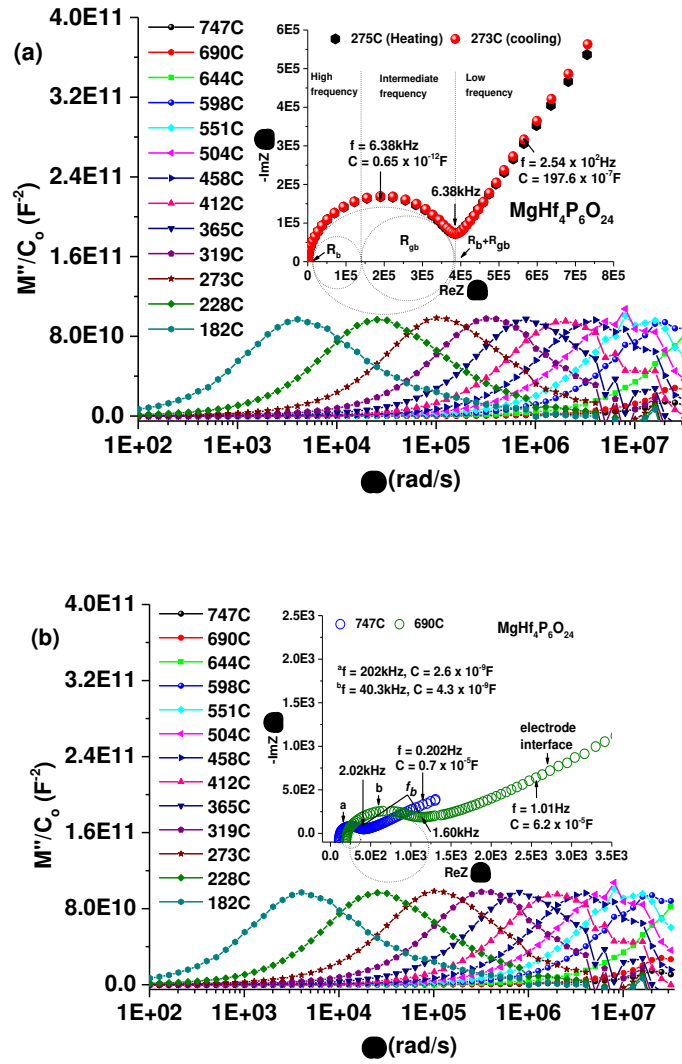 (a)
747C
690C
644C
598C
551C
504C
458C
412C
365C
319C
273C
228C
182C
4.0E11
3.2E11
2.4E11
1.6E11
8.0E10
0.0
M"/C₀ (F⁻²)
1E+02 1E+03 1E+04 1E+05 1E+06 1E+07
(rad/s)
275C (Heating) 273C (cooling)
High frequency
Intermediate frequency
Low frequency
6E5
5E5
4E5
3E5
2E5
1E5
0
-ImZ
f = 6.38kHz
C = 0.65 x 10⁻¹²F
6.38kHz
f = 2.54 x 10²Hz
C = 197.6 x 10⁻⁷F
MgHf₄P₆O₂₄
R_b
R_gb
R_b+R_gb
0 1E5 2E5 3E5 4E5 5E5 6E5 7E5 8E5
ReZ
(b)
747C
690C
644C
598C
551C
504C
458C
412C
365C
319C
273C
228C
182C
4.0E11
3.2E11
2.4E11
1.6E11
8.0E10
0.0
M"/C₀ (F⁻²)
1E+02 1E+03 1E+04 1E+05 1E+06 1E+07
(rad/s)
747C 690C
MgHf₄P₆O₂₄
2.5E3
2.0E3
1.5E3
1.0E3
5.0E2
0.0
-ImZ
ᵃf = 202kHz, C = 2.6 x 10⁻⁹F
ᵇf = 40.3kHz, C = 4.3 x 10⁻⁹F
f = 0.202Hz
C = 0.7 x 10⁻⁵F
2.02kHz
a
b
f_b
1.60kHz
electrode interface
f = 1.01Hz
C = 6.2 x 10⁻⁵F
0.0 5.0E2 1.0E3 1.5E3 2.0E3 2.5E3 3.0E3 3.5E3
ReZ